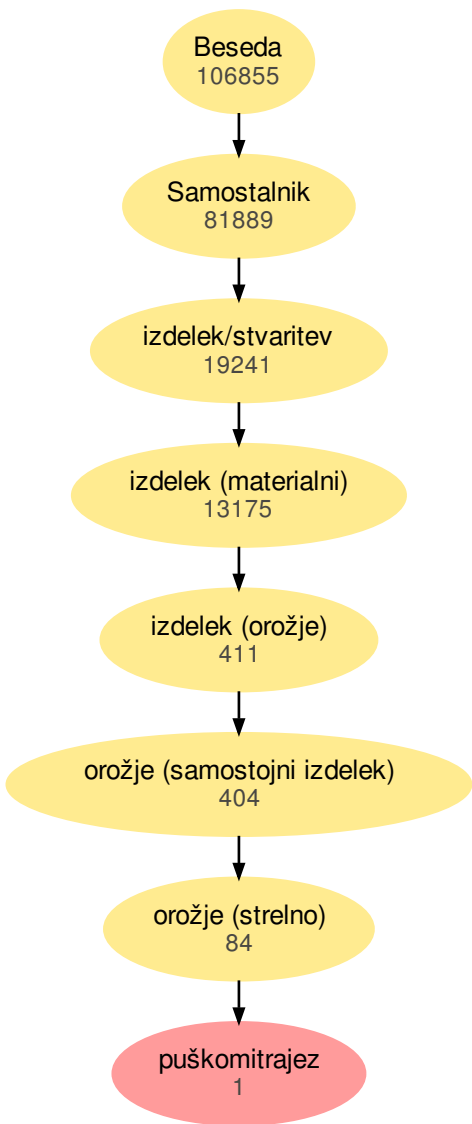 Beseda
106855
Samostalnik
81889
izdelek/stvaritev
19241
izdelek (materialni)
13175
izdelek (orožje)
411
orožje (samostojni izdelek)
404
orožje (strelno)
84
puškomitrajez
1